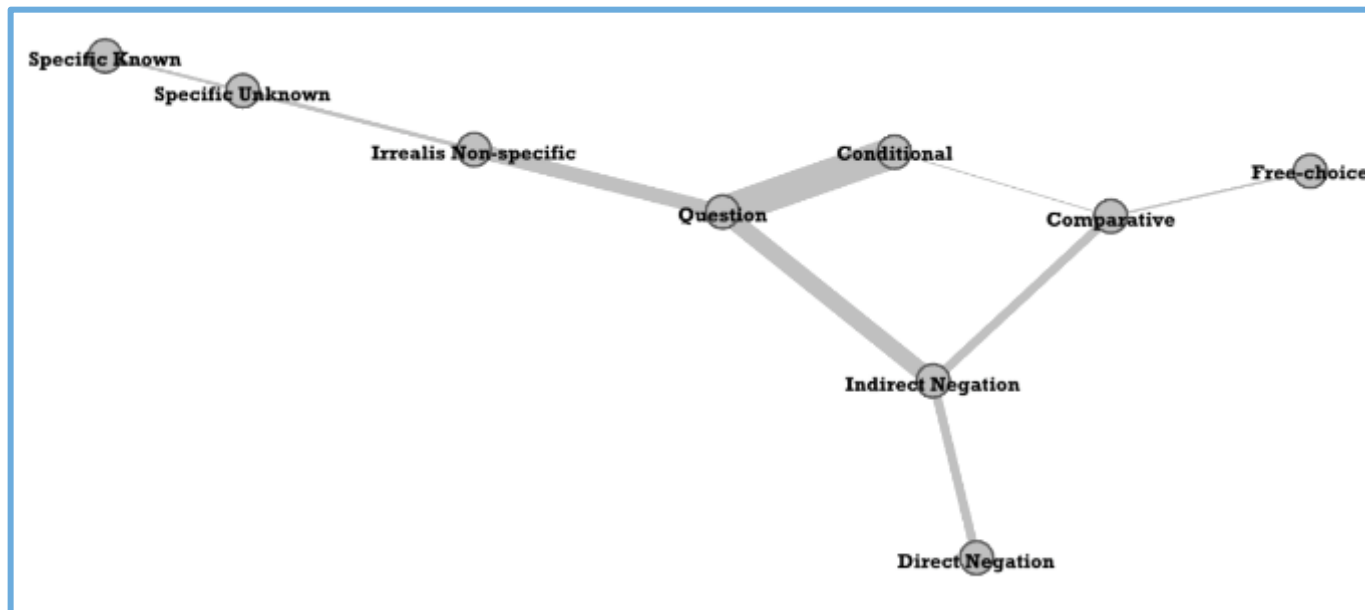 Specific Known
Specific Unknown
Irrealis Non-specific
Conditional
Free-choice
Question
Comparative
Indirect Negation
Direct Negation